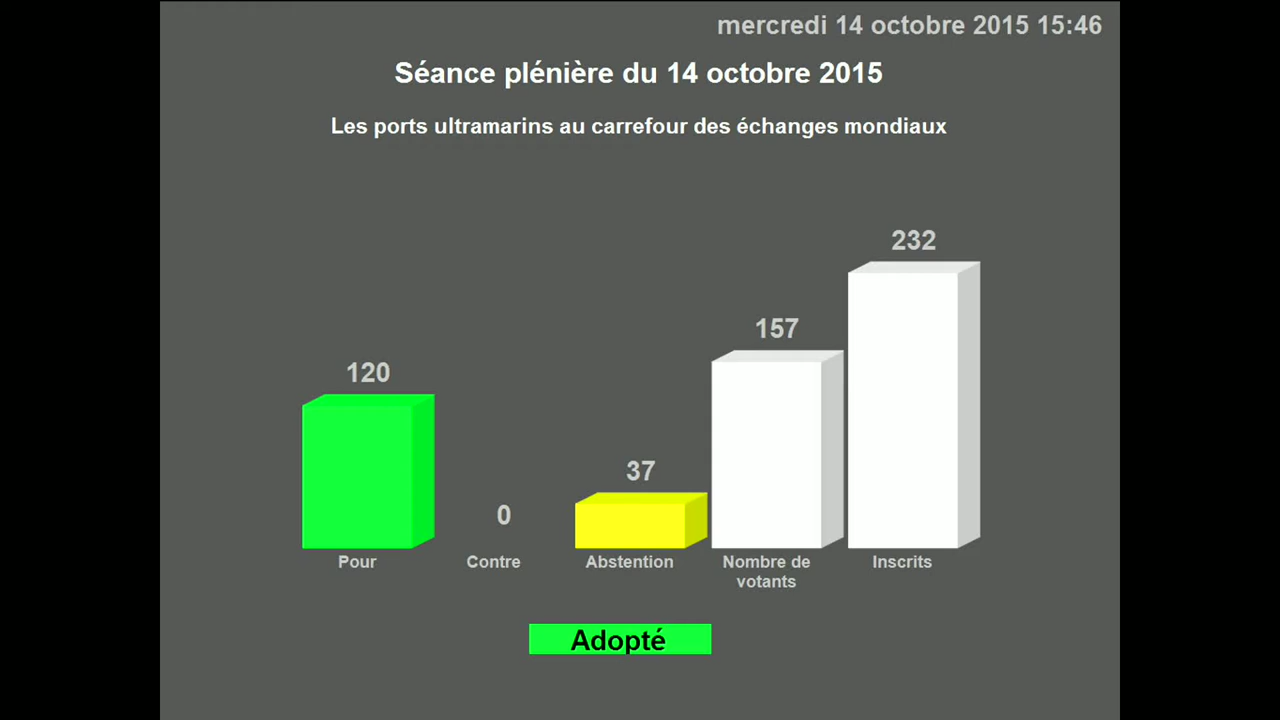 mercredi 14 octobre 2015 15:46
Séance plénière du 14 octobre 2015
Les ports ultramarins au carrefour des échanges mondiaux
232
157
120
37
0
Pour
Contre
Abstention
Nombre de
votants
Inscrits
Adopté